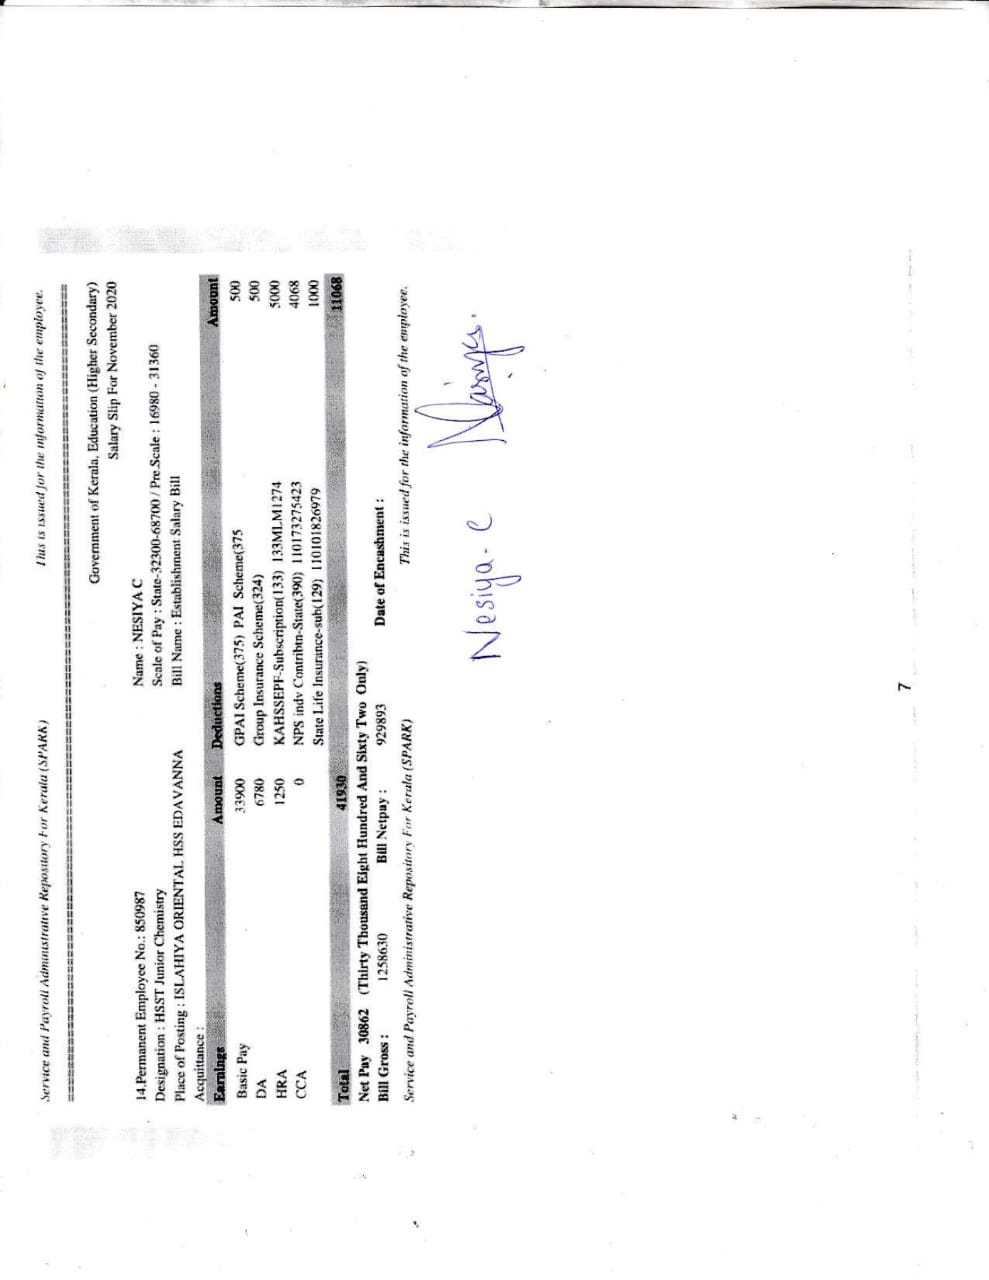 Service and Payroll Administrative Repository For Kerala (SPARK) This is issued for the information of the employee.
================================================================
Government of Kerala, Education (Higher Secondary)
Salary Slip For November 2020
14.Permanent Employee No.: 850987 Name : NESIYA C
Designation : HSST Junior Chemistry Scale of Pay : State-32300-68700 / Pre.Scale : 16980 - 31360
Place of Posting : ISLAHIYA ORIENTAL HSS EDAVANNA Bill Name : Establishment Salary Bill
Acquittance :
Earnings Amount Deductions Amount
Basic Pay 33900 GPAI Scheme(375) PAI Scheme(375 500
DA 6780 Group Insurance Scheme(324) 500
HRA 1250 KAHSSEPF-Subscription(133) 133MLM1274 5000
CCA 0 NPS indv Contribtn-State(390) 110173275423 4068
State Life Insurance-sub(129) 110101826979 1000
Total 41930 11068
Net Pay 30862 (Thirty Thousand Eight Hundred And Sixty Two Only)
Bill Gross : 1258630 Bill Netpay : 929893 Date of Encashment :
Service and Payroll Administrative Repository For Kerala (SPARK) This is issued for the information of the employee.
Nesiya. C
7